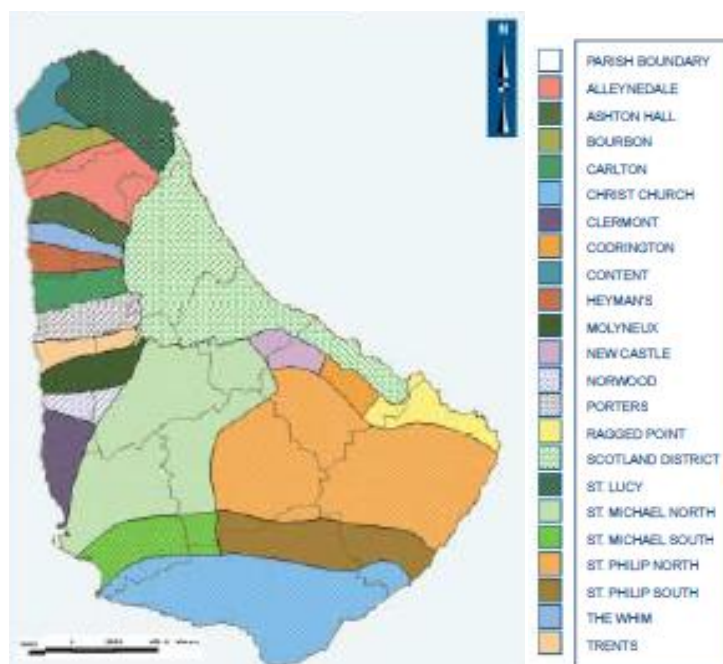 N
PARISH BOUNDARY
ALLEYNEDALE
ASHTON HALL
BOURBON
CARLTON
CHRIST CHURCH
CLERMONT
CODRINGTON
CONTENT
HEYMAN'S
MOLYNEUX
NEW CASTLE
NORWOOD
PORTERS
RAGGED POINT
SCOTLAND DISTRICT
ST. LUCY
ST. MICHAEL NORTH
ST. MICHAEL SOUTH
ST. PHILIP NORTH
ST. PHILIP SOUTH
THE WHIM
TRENTS